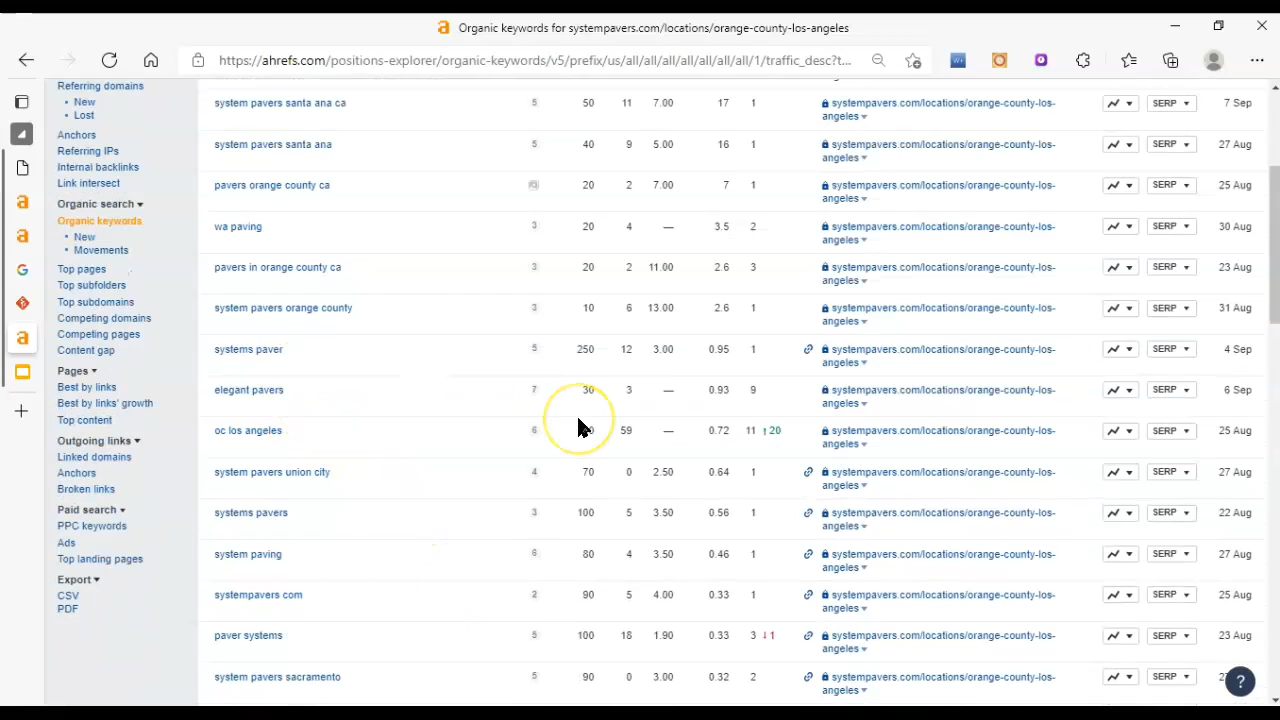 Organic keywords for systempavers.com/locations/orange-county-los-angeles
https://ahrefs.com/positions-explorer/organic-keywords/v5/prefix/us/all/all/all/all/all/all/all/1/traffic_desc?t...
Referring domains
New
Lost
Anchors
Referring IPs
Internal backlinks
Link intersect
Organic search
Organic keywords
New
Movements
Top pages
Top subfolders
Top subdomains
Competing domains
Competing pages
Content gap
Pages
Best by links
Best by links' growth
Top content
Outgoing links
Linked domains
Anchors
Broken links
Paid search
PPC keywords
Ads
Top landing pages
Export
CSV
PDF
system pavers santa ana ca 5 50 11 7.00 17 1 systempavers.com/locations/orange-county-los- SERP 7 Sep
angeles
system pavers santa ana 5 40 9 5.00 16 1 systempavers.com/locations/orange-county-los- SERP 27 Aug
angeles
pavers orange county ca 20 2 7.00 7 1 systempavers.com/locations/orange-county-los- SERP 25 Aug
angeles
wa paving 3 20 4 — 3.5 2 systempavers.com/locations/orange-county-los- SERP 30 Aug
angeles
pavers in orange county ca 3 20 2 11.00 2.6 3 systempavers.com/locations/orange-county-los- SERP 23 Aug
angeles
system pavers orange county 3 10 6 13.00 2.6 1 systempavers.com/locations/orange-county-los- SERP 31 Aug
angeles
systems paver 5 250 12 3.00 0.95 1 systempavers.com/locations/orange-county-los- SERP 4 Sep
angeles
elegant pavers 7 30 3 — 0.93 9 systempavers.com/locations/orange-county-los- SERP 6 Sep
angeles
oc los angeles 6 59 — 0.72 11 ↑20 systempavers.com/locations/orange-county-los- SERP 25 Aug
angeles
system pavers union city 4 70 0 2.50 0.64 1 systempavers.com/locations/orange-county-los- SERP 27 Aug
angeles
systems pavers 3 100 5 3.50 0.56 1 systempavers.com/locations/orange-county-los- SERP 22 Aug
angeles
system paving 6 80 4 3.50 0.46 1 systempavers.com/locations/orange-county-los- SERP 27 Aug
angeles
systempavers com 2 90 5 4.00 0.33 1 systempavers.com/locations/orange-county-los- SERP 25 Aug
angeles
paver systems 5 100 18 1.90 0.33 3 ↓1 systempavers.com/locations/orange-county-los- SERP 23 Aug
angeles
system pavers sacramento 5 90 0 3.00 0.32 2 systempavers.com/locations/orange-county-los- SERP
angeles